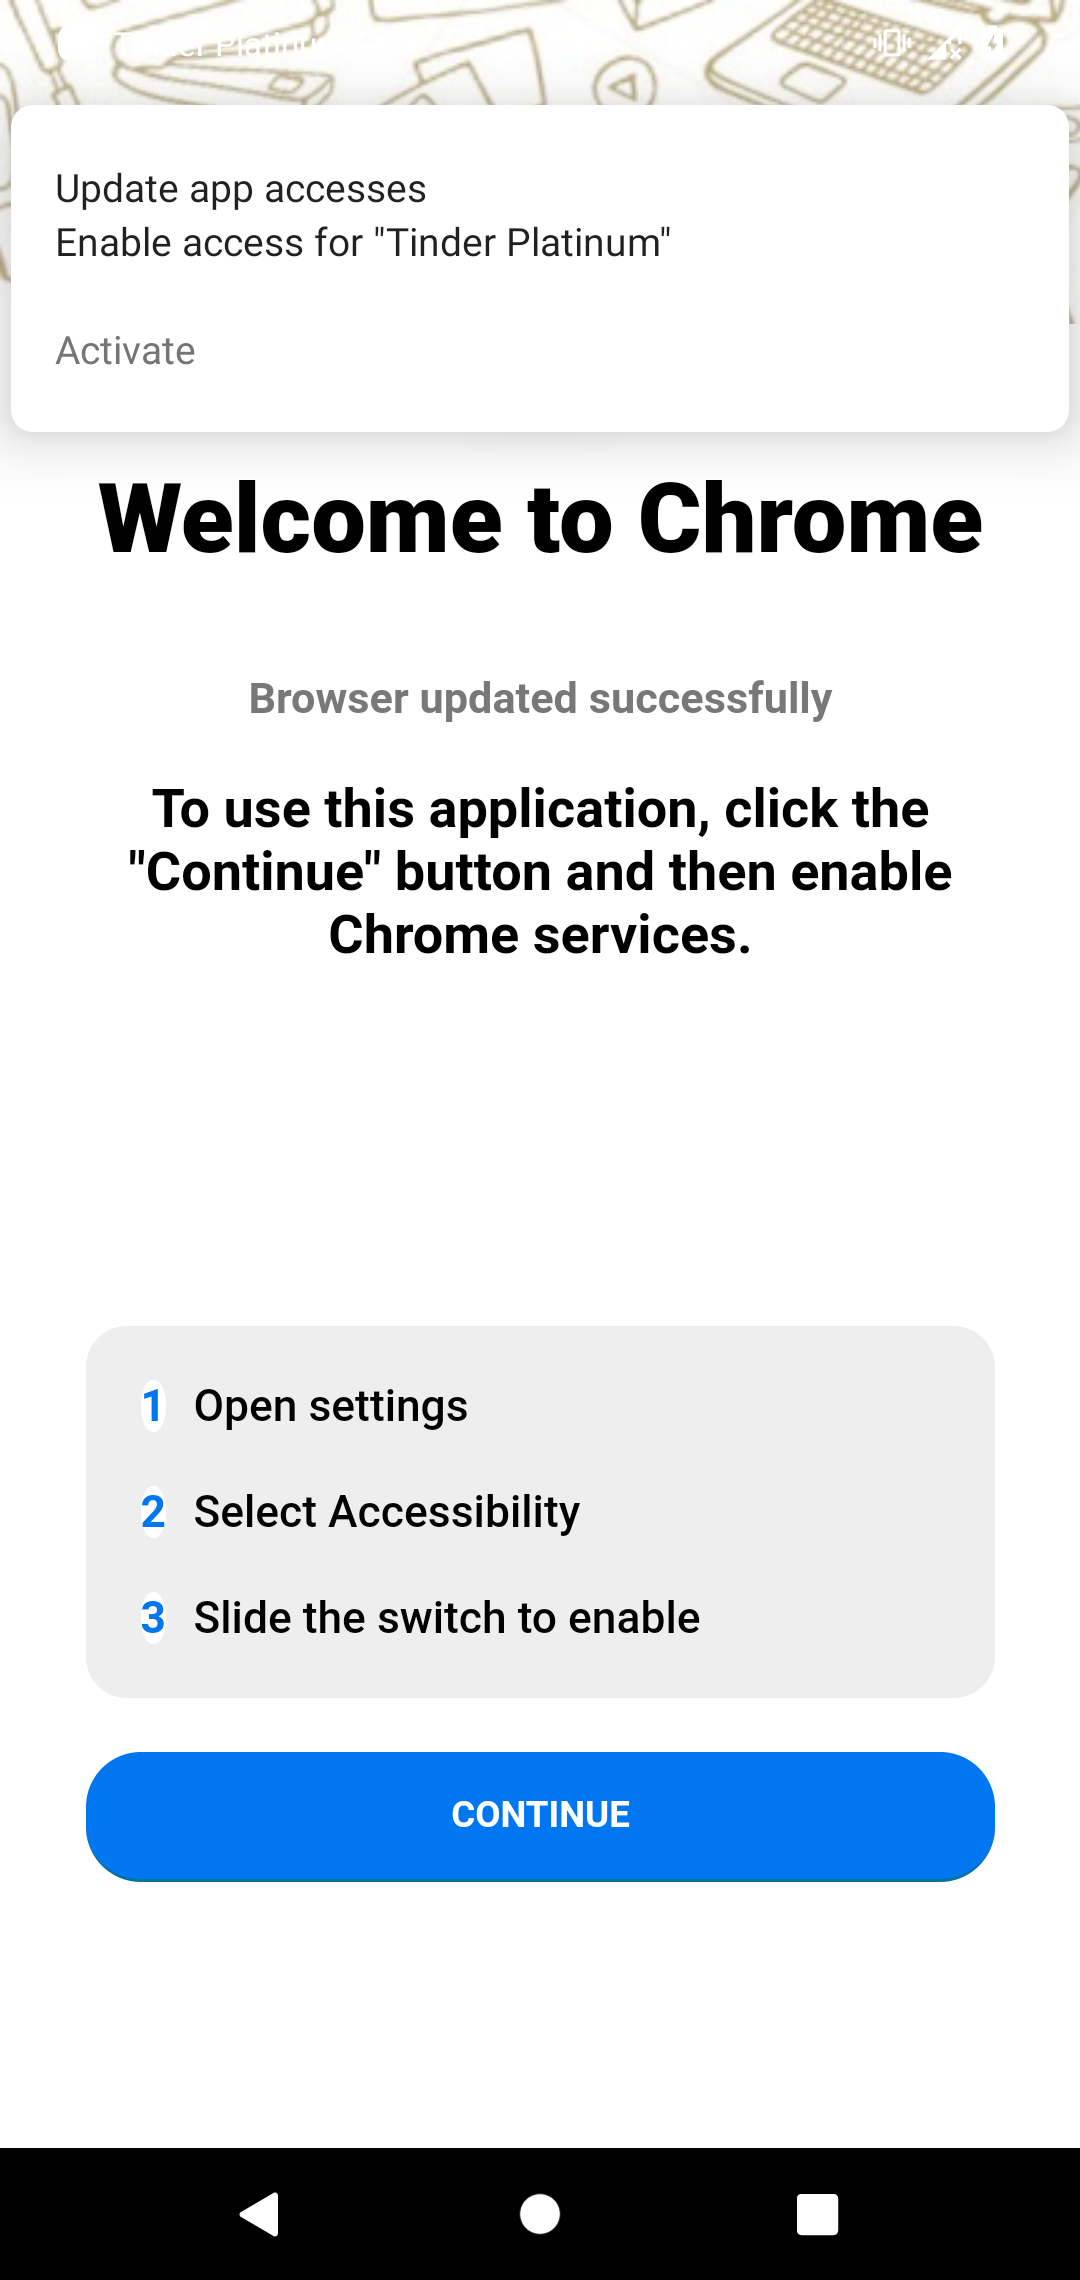 Tinder Platinu
Update app accesses
Enable access for "Tinder Platinum"
Activate
Welcome to Chrome
Browser updated successfully
To use this application, click the
"Continue" button and then enable
Chrome services.
1 Open settings
2 Select Accessibility
3 Slide the switch to enable
CONTINUE